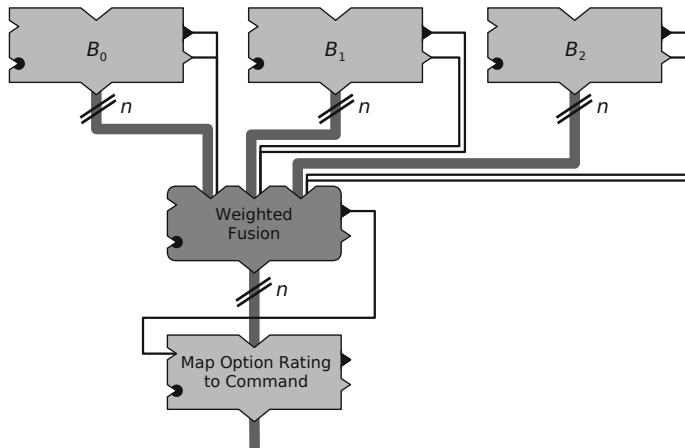 B₀
B₁
B₂
n
n
n
Weighted
Fusion
n
Map Option Rating
to Command